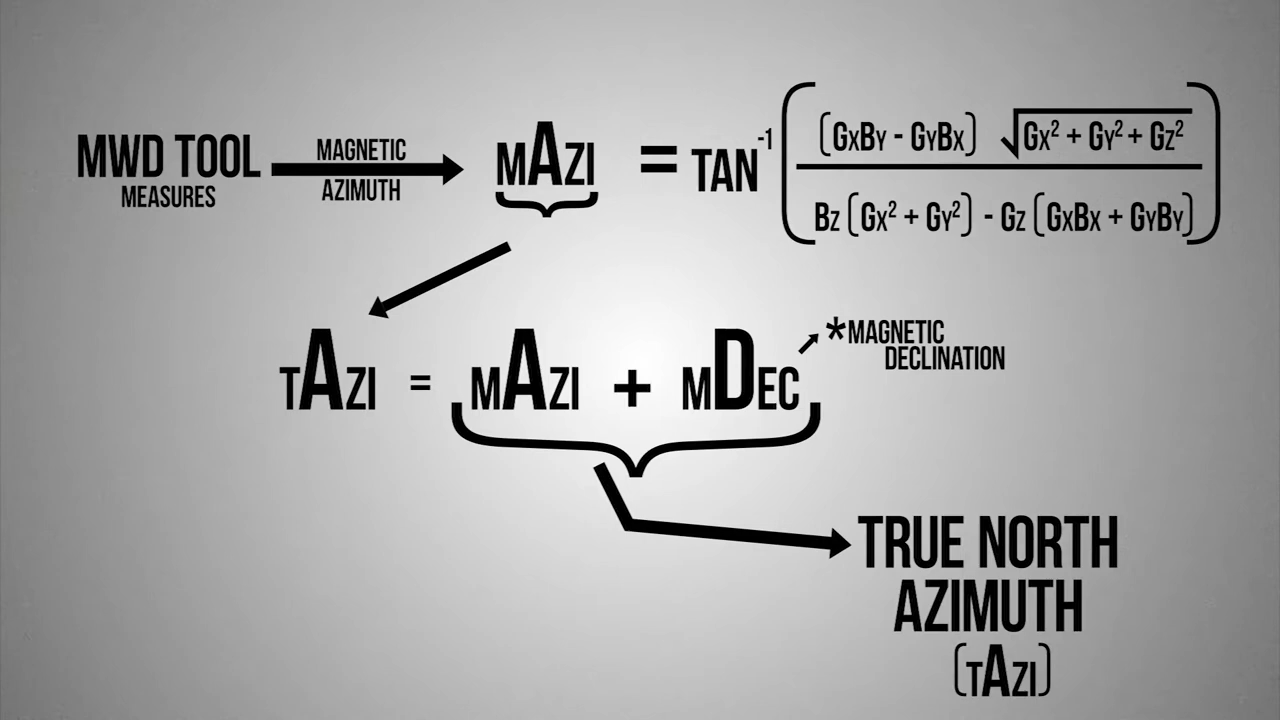 MWD TOOL
MEASURES
MAGNETIC
AZIMUTH
MAZI = TAN-1 ( (GxBy - GyBx) √Gx² + Gy² + Gz²
Bz (Gx² + Gy²) - Gz (GxBx + GyBy) )
TAZI = MAZI + MDEC
*MAGNETIC
DECLINATION
TRUE NORTH
AZIMUTH
(TAZI)